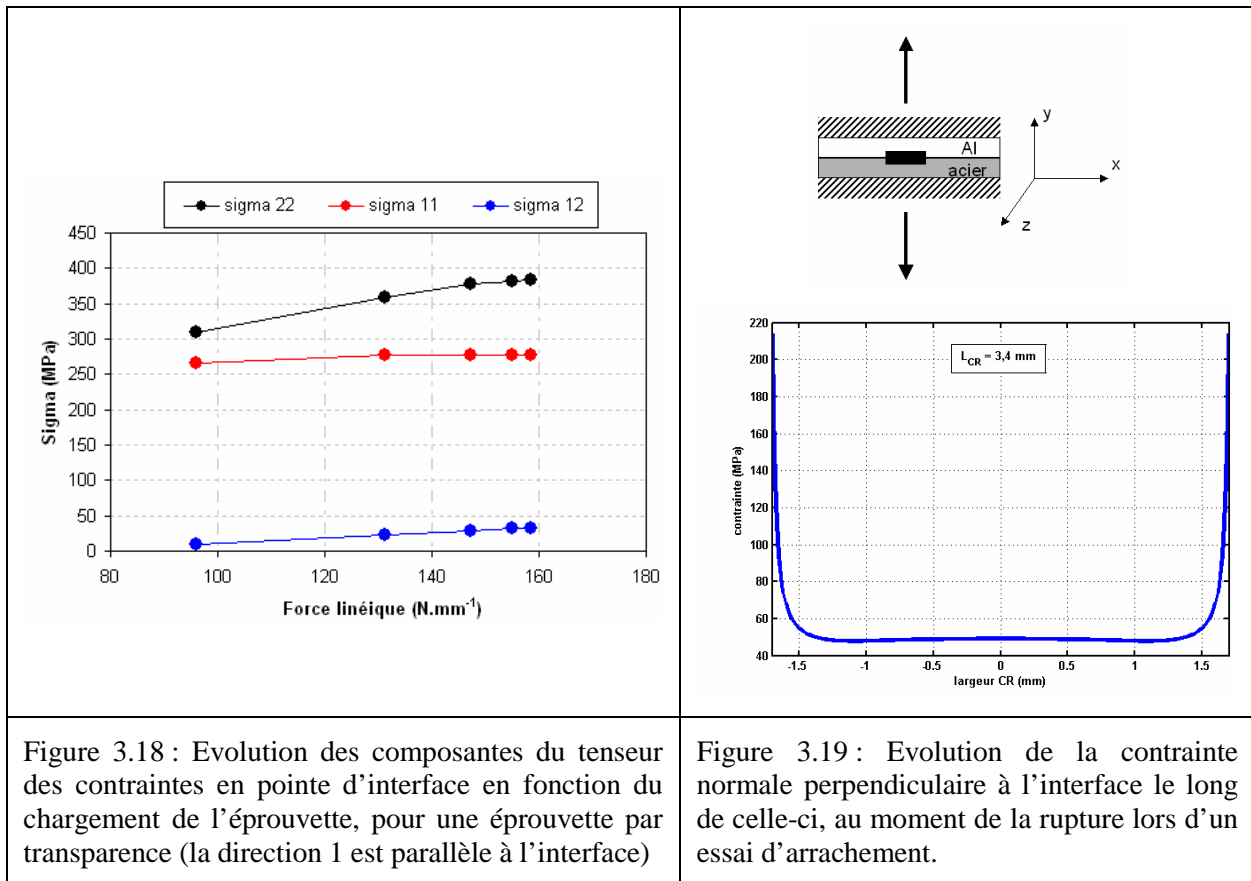 sigma 22 sigma 11 sigma 12
450
400
350
300
250
200
150
100
50
0
Sigma (MPa)
80 100 120 140 160 180
Force linéique (N.mm⁻¹)
Figure 3.18 : Evolution des composantes du tenseur
des contraintes en pointe d’interface en fonction du
chargement de l’éprouvette, pour une éprouvette par
transparence (la direction 1 est parallèle à l’interface)
y
Al
acier
x
z
220
200
180
160
140
120
100
80
60
40
contrainte (MPa)
L_CR = 3,4 mm
-1.5 -1 -0.5 0 0.5 1 1.5
largeur CR (mm)
Figure 3.19 : Evolution de la contrainte
normale perpendiculaire à l’interface le long
de celle-ci, au moment de la rupture lors d’un
essai d’arrachement.